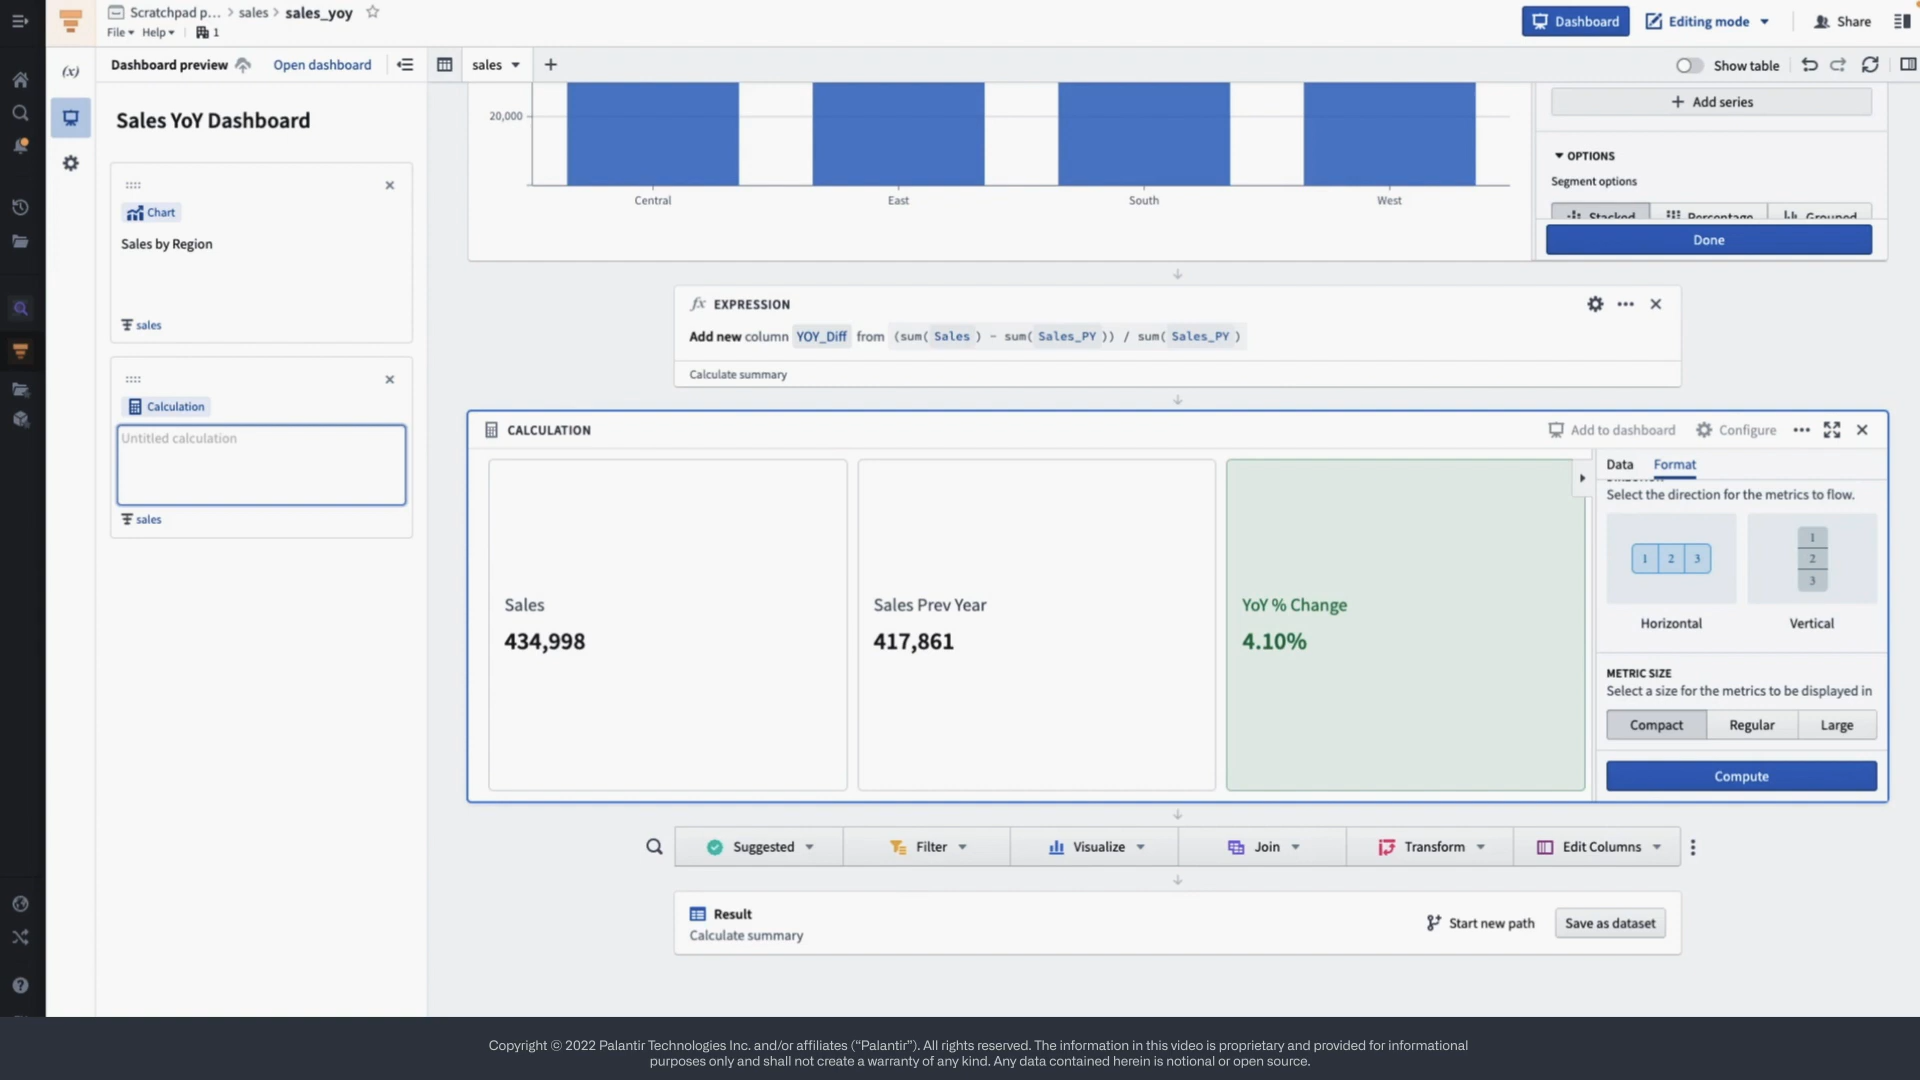 Scratchpad p... > sales > sales_yoy
File Help 1
Dashboard
Editing mode
Share
(x)
Dashboard preview
Open dashboard
sales
+
Show table
Sales YoY Dashboard
Chart
Sales by Region
sales
Calculation
Untitled calculation
sales
20,000
Central
East
South
West
+ Add series
OPTIONS
Segment options
Stacked
Percentage
Grouped
Done
fx EXPRESSION
Add new column YOY_Diff from (sum( Sales ) - sum( Sales_PY )) / sum( Sales_PY )
Calculate summary
CALCULATION
Add to dashboard
Configure
Sales
434,998
Sales Prev Year
417,861
YoY % Change
4.10%
Data
Format
Select the direction for the metrics to flow.
1 2 3
1
2
3
Horizontal
Vertical
METRIC SIZE
Select a size for the metrics to be displayed in
Compact
Regular
Large
Compute
Suggested
Filter
Visualize
Join
Transform
Edit Columns
Result
Calculate summary
Start new path
Save as dataset
Copyright © 2022 Palantir Technologies Inc. and/or affiliates (“Palantir”). All rights reserved. The information in this video is proprietary and provided for informational
purposes only and shall not create a warranty of any kind. Any data contained herein is notional or open source.